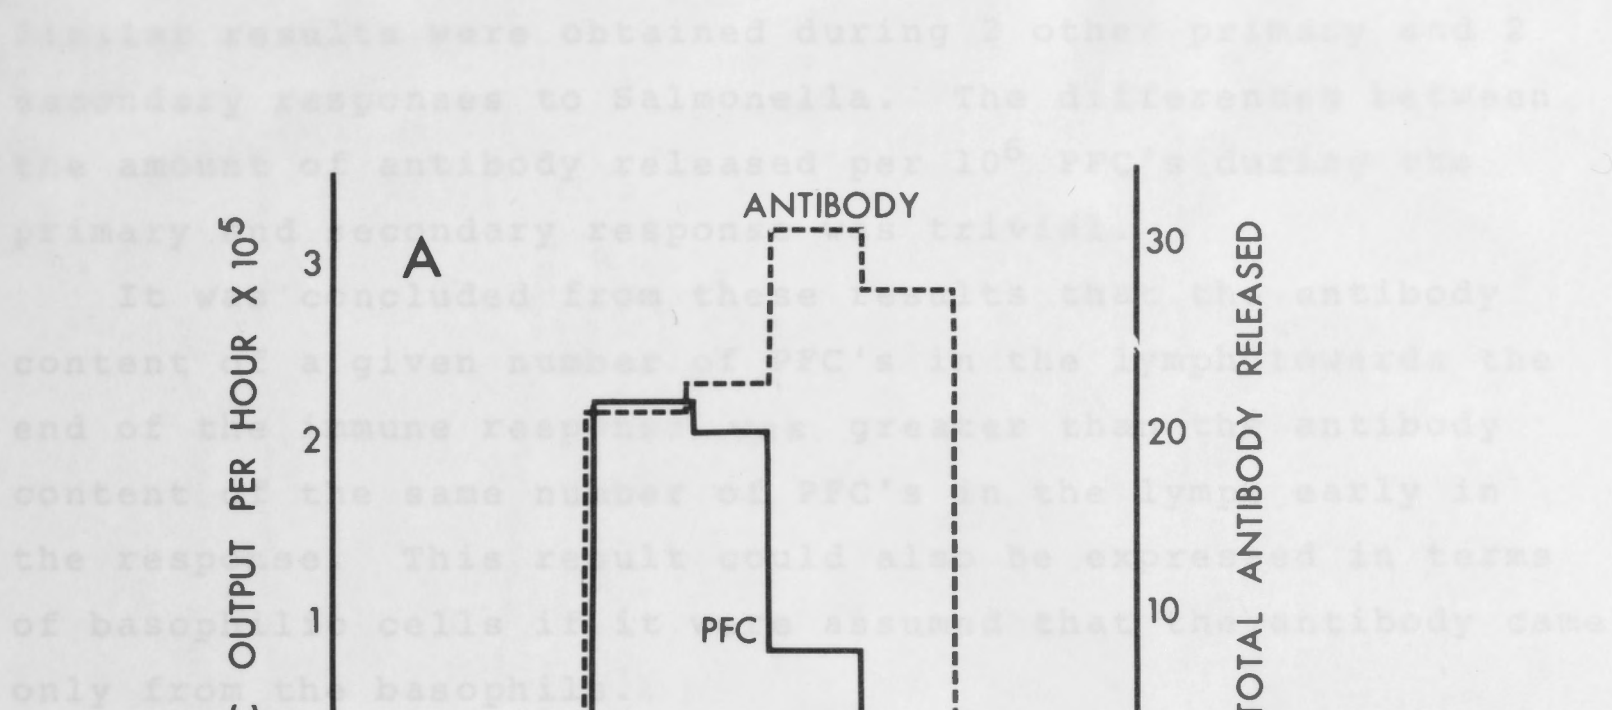 Similar results were obtained during 2 other primary and 2
secondary responses to Salmonella. The differences between
the amount of antibody released per 10⁶ PFC's during the
primary and secondary response was trivial.
It was concluded from these results that the antibody
content of a given number of PFC's in the lymph towards the
end of the immune response was greater than the antibody
content of the same number of PFC's in the lymph early in
the response. This result could also be expressed in terms
of basophilic cells if it were assumed that the antibody came
only from the basophils.
A
ANTIBODY
PFC
OUTPUT PER HOUR X 10⁵
3
2
1
30
20
10
TOTAL ANTIBODY RELEASED